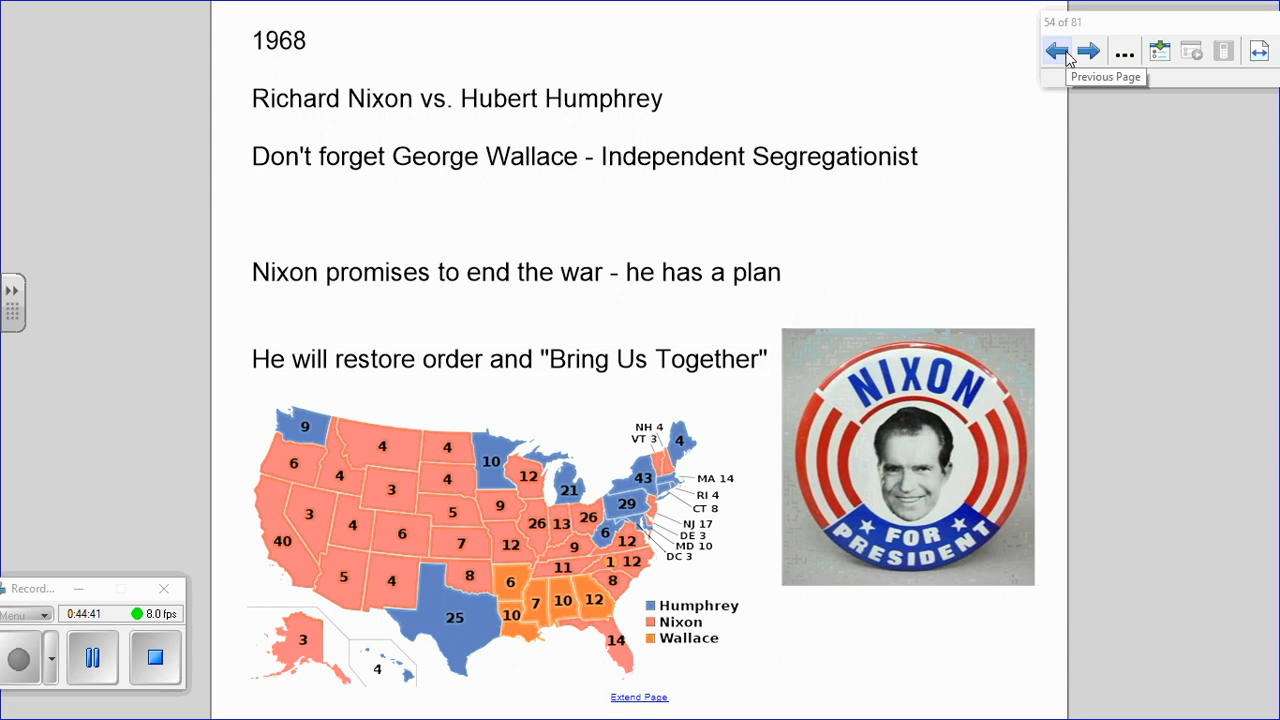 1968
Richard Nixon vs. Hubert Humphrey
Don't forget George Wallace - Independent Segregationist
Nixon promises to end the war - he has a plan
He will restore order and "Bring Us Together"
54 of 81
...
Previous Page
NIXON
FOR
PRESIDENT
NH 4
VT 3
4
9
4
4
10
43
6
4
12
MA 14
3
4
21
29
RI 4
CT 8
3
9
26
NJ 17
4
5
26
13
6
DE 3
40
6
12
MD 10
7
12
9
DC 3
11
1
12
5
4
8
6
8
25
10
7
10
12
14
3
4
Humphrey
Nixon
Wallace
Extend Page
Record...
Menu
0:44:41
8.0 fps